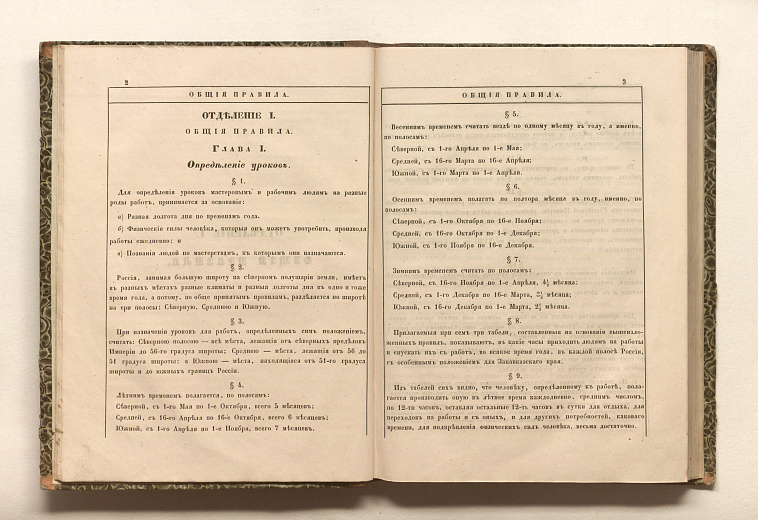 2
ОБЩІЯ ПРАВИЛА.
ОТДѢЛЕНІЕ I.
ОБЩІЯ ПРАВИЛА.
ГЛАВА I.
Опредѣленіе уроковъ.
§ 1.
Для опредѣленія уроковъ мастеровымъ и рабочимъ людямъ на разные
роды работъ, принимается за основаніе:
а) Разная долгота дня по временамъ года.
б) Физическія силы человѣка, которыя онъ можетъ употребить, производя
работы ежедневно; и
в) Познанія людей по мастерствамъ, къ которымъ они назначаются.
§ 2.
Россія, занимая большую широту на сѣверномъ полушаріи земли, имѣетъ
въ разныхъ мѣстахъ разные климаты и разныя долготы дня въ одно и тоже
время года, а потому, по обще принятымъ правиламъ, раздѣляется по широтѣ
на три полосы: Сѣверную, Среднюю и Южную.
§ 3.
При назначеніи уроковъ для работъ, опредѣленныхъ симъ положеніемъ,
считать: Сѣверною полосою — всѣ мѣста, лежащія отъ сѣверныхъ предѣловъ
Имперіи до 56-го градуса широты; Среднею — мѣста, лежащія отъ 56 до
51 градуса широты: а Южною — мѣста, находящіяся отъ 51-го градуса
широты и до южныхъ границъ Россіи.
§ 4.
Лѣтнимъ временемъ полагается, по полосамъ:
Сѣверной, съ 1-го Мая по 1-е Октября, всего 5 мѣсяцевъ;
Средней, съ 16-го Апрѣля по 16-е Октября, всего 6 мѣсяцевъ;
Южной, съ 1-го Апрѣля по 1-е Ноября, всего 7 мѣсяцевъ.
3
ОБЩІЯ ПРАВИЛА.
§ 5.
Весеннимъ временемъ считать вездѣ по одному мѣсяцу въ году, а именно,
по полосамъ:
Сѣверной, съ 1-го Апрѣля по 1-е Мая;
Средней, съ 16-го Марта по 16-е Апрѣля;
Южной, съ 1-го Марта по 1-е Апрѣля.
§ 6.
Осеннимъ временемъ полагать по полтора мѣсяца въ году, именно, по
полосамъ:
Сѣверной, съ 1-го Октября по 16-е Ноября;
Средней, съ 16-го Октября по 1-е Декабря;
Южной, съ 1-го Ноября по 16-е Декабря.
§ 7.
Зимнимъ временемъ считать по полосамъ:
Сѣверной, съ 16-го Ноября по 1-е Апрѣля, 4½ мѣсяца;
Средней, съ 1-го Декабря по 16-е Марта, 3½ мѣсяца;
Южной, съ 16-го Декабря по 1-е Марта, 2½ мѣсяца.
§ 8.
Прилагаемыя при семъ три табели, составленныя на основаніи вышеизло-
женныхъ правилъ, показываютъ, въ какіе часы приходить людямъ на работы
и спускать ихъ съ работъ, во всякое время года, въ каждой полосѣ Россіи,
съ особеннымъ положеніемъ для Закавказскаго края.
§ 9.
Изъ табелей сихъ видно, что человѣку, опредѣленному къ работѣ, пола-
гается производить оную въ лѣтнее время каждодневно, среднимъ числомъ,
по 12-ти часовъ, оставляя остальные 12-ть часовъ въ сутки для отдыха, для
переходовъ на работы и съ оныхъ, и для другихъ потребностей, каковаго
времени, для подкрѣпленія физическихъ силъ человѣка, весьма достаточно.